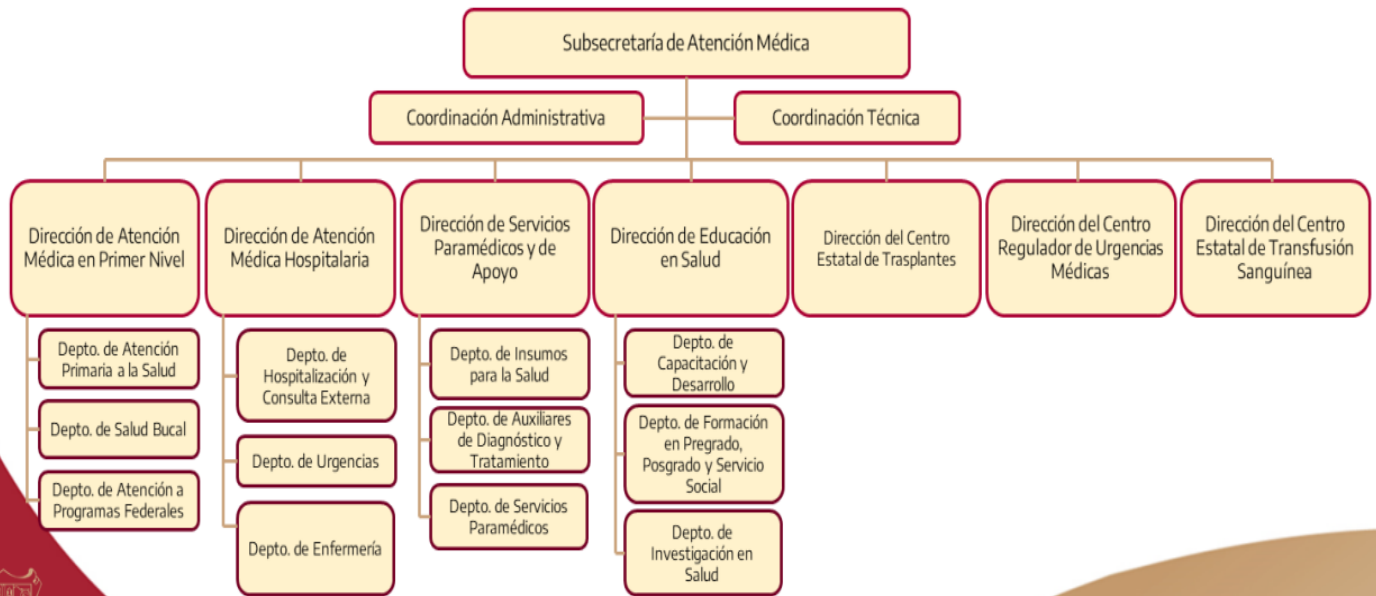 Subsecretaría de Atención Médica
Coordinación Administrativa
Coordinación Técnica
Dirección de Atención
Médica en Primer Nivel
Dirección de Atención
Médica Hospitalaria
Dirección de Servicios
Paramédicos y de
Apoyo
Dirección de Educación
en Salud
Dirección del Centro
Estatal de Trasplantes
Dirección del Centro
Regulador de Urgencias
Médicas
Dirección del Centro
Estatal de Transfusión
Sanguínea
Depto. de Atención
Primaria a la Salud
Depto. de Salud Bucal
Depto. de Atención a
Programas Federales
Depto. de
Hospitalización y
Consulta Externa
Depto. de Urgencias
Depto. de Enfermería
Depto. de Insumos
para la Salud
Depto. de Auxiliares
de Diagnóstico y
Tratamiento
Depto. de Servicios
Paramédicos
Depto. de
Capacitación y
Desarrollo
Depto. de Formación
en Pregrado,
Posgrado y Servicio
Social
Depto. de
Investigación en
Salud